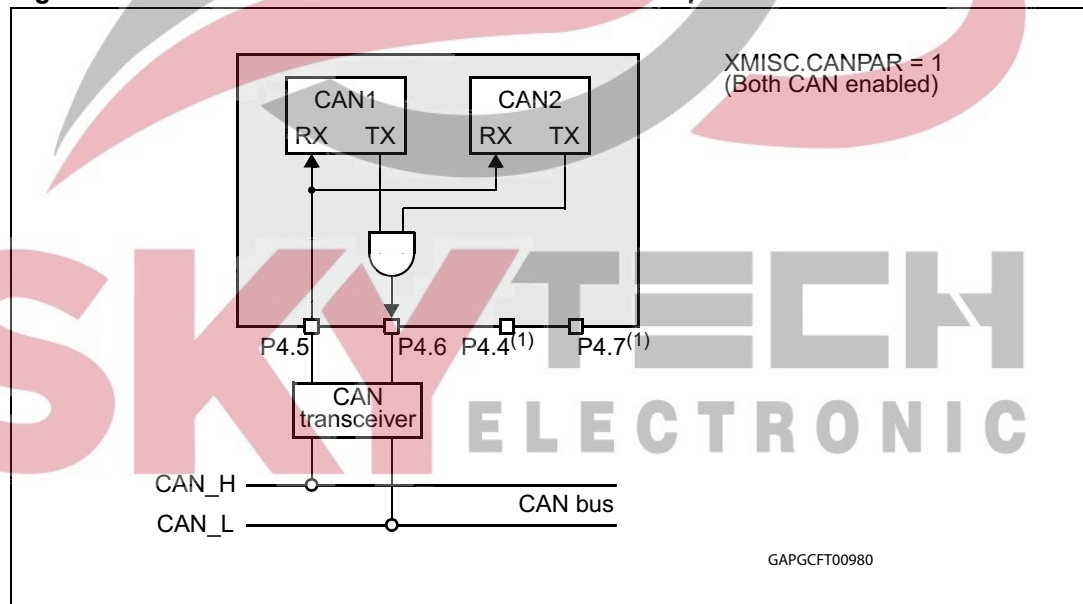 XMISC.CANPAR = 1
(Both CAN enabled)
CAN1
CAN2
RX TX
RX TX
P4.5
P4.6
P4.4(1)
P4.7(1)
CAN
transceiver
CAN_H
CAN_L
CAN bus
GAPGCFT00980
SKYTECH
ELECTRONIC